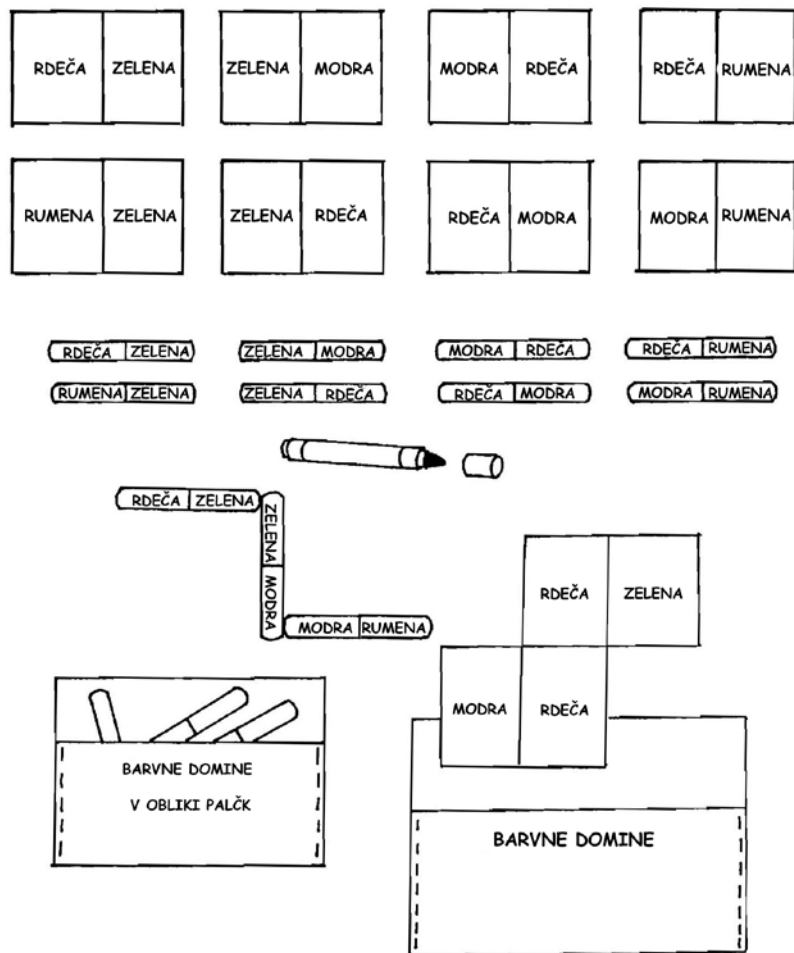 RDEČA ZELENA ZELENA MODRA MODRA RDEČA RDEČA RUMENA
RUMENA ZELENA ZELENA RDEČA RDEČA MODRA MODRA RUMENA
RDEČA ZELENA ZELENA MODRA MODRA RDEČA RDEČA RUMENA
RUMENA ZELENA ZELENA RDEČA RDEČA MODRA MODRA RUMENA
RDEČA ZELENA
ZELENA MODRA
MODRA RUMENA
RDEČA ZELENA
MODRA RDEČA
BARVNE DOMINE
V OBLIKI PALČK
BARVNE DOMINE